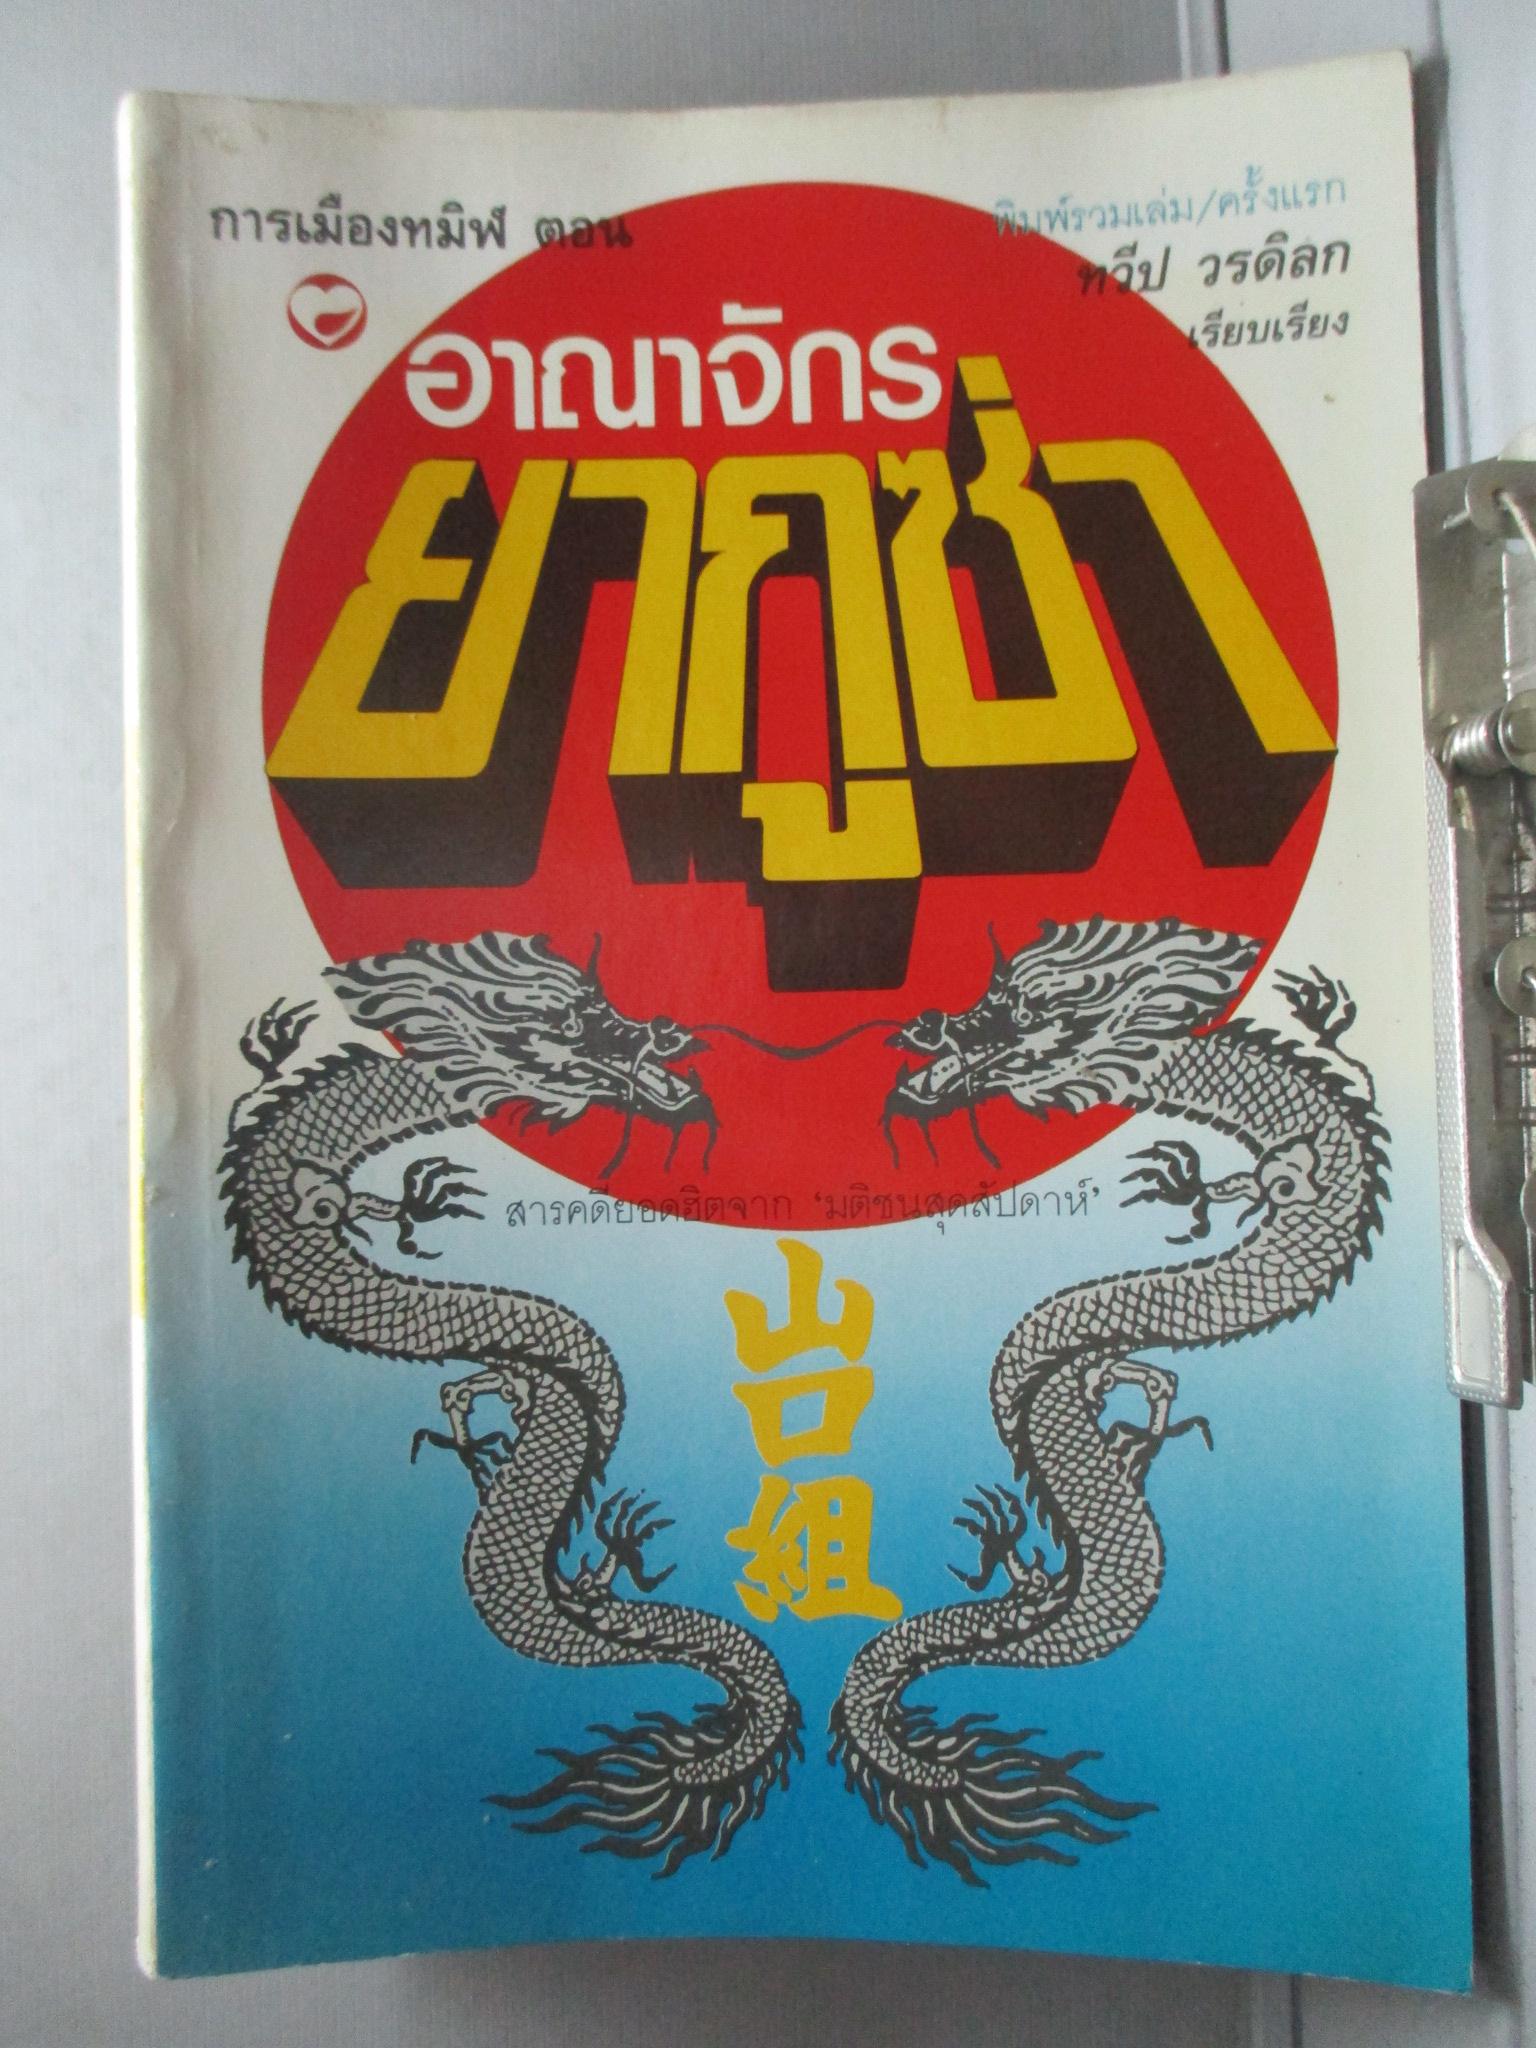 การเมืองทมิฬ ตอน
พิมพ์รวมเล่ม/ครั้งแรก
ทวีป วรดิลก
เรียบเรียง
อาณาจักร
ยากูซ่า
สารคดียอดฮิตจาก ‘มติชนสุดสัปดาห์’
山
口
組